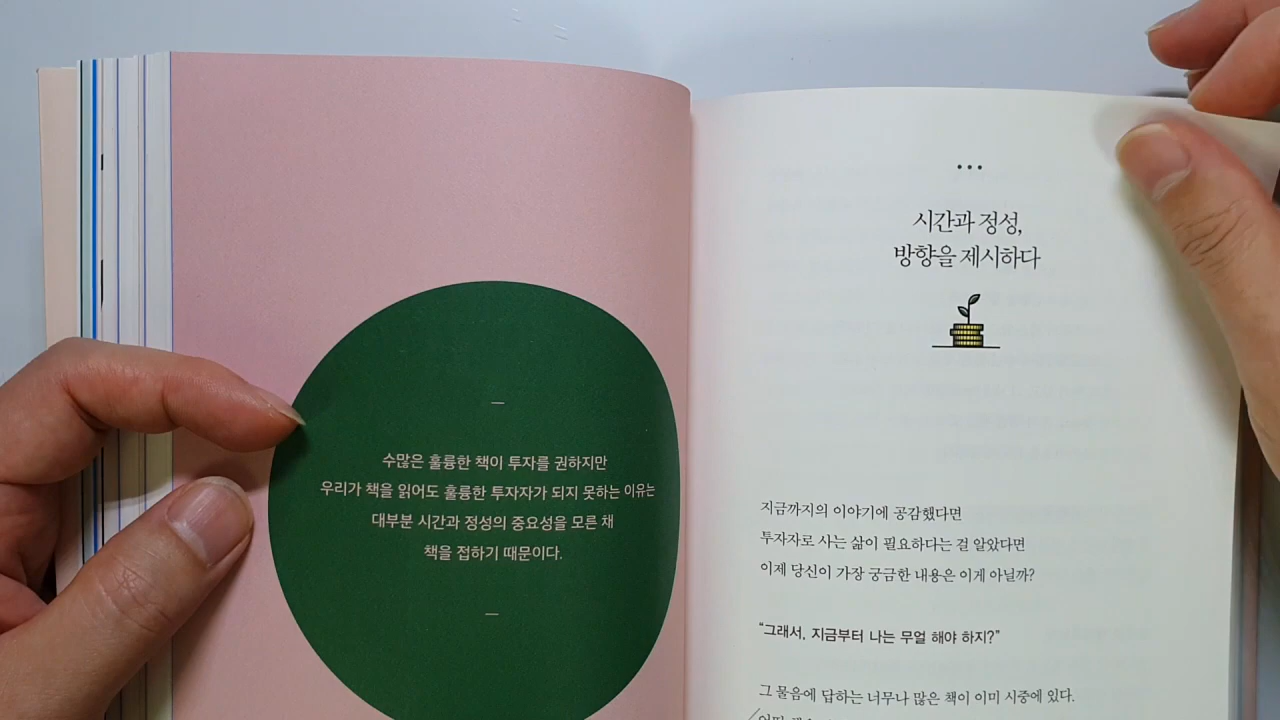 수많은 훌륭한 책이 투자를 권하지만
우리가 책을 읽어도 훌륭한 투자자가 되지 못하는 이유는
대부분 시간과 정성의 중요성을 모른 채
책을 접하기 때문이다.
시간과 정성,
방향을 제시하다
지금까지의 이야기에 공감했다면
투자자로 사는 삶이 필요하다는 걸 알았다면
이제 당신이 가장 궁금한 내용은 이게 아닐까?
“그래서, 지금부터 나는 무얼 해야 하지?”
그 물음에 답하는 너무나 많은 책이 이미 시중에 있다.